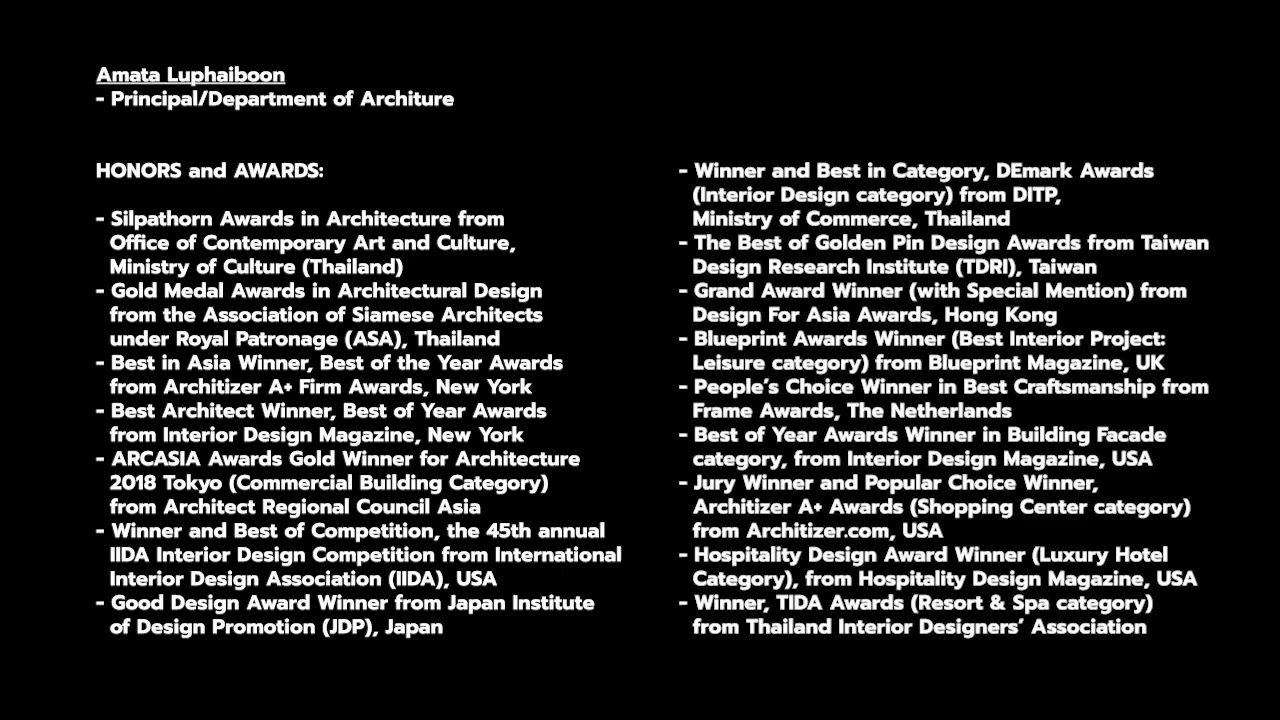 Amata Luphaiboon
- Principal/Department of Architure
HONORS and AWARDS:
- Silpathorn Awards in Architecture from
Office of Contemporary Art and Culture,
Ministry of Culture (Thailand)
- Gold Medal Awards in Architectural Design
from the Association of Siamese Architects
under Royal Patronage (ASA), Thailand
- Best in Asia Winner, Best of the Year Awards
from Architizer A+ Firm Awards, New York
- Best Architect Winner, Best of Year Awards
from Interior Design Magazine, New York
- ARCASIA Awards Gold Winner for Architecture
2018 Tokyo (Commercial Building Category)
from Architect Regional Council Asia
- Winner and Best of Competition, the 45th annual
IIDA Interior Design Competition from International
Interior Design Association (IIDA), USA
- Good Design Award Winner from Japan Institute
of Design Promotion (JDP), Japan
- Winner and Best in Category, DEmark Awards
(Interior Design category) from DITP,
Ministry of Commerce, Thailand
- The Best of Golden Pin Design Awards from Taiwan
Design Research Institute (TDRI), Taiwan
- Grand Award Winner (with Special Mention) from
Design For Asia Awards, Hong Kong
- Blueprint Awards Winner (Best Interior Project:
Leisure category) from Blueprint Magazine, UK
- People’s Choice Winner in Best Craftsmanship from
Frame Awards, The Netherlands
- Best of Year Awards Winner in Building Facade
category, from Interior Design Magazine, USA
- Jury Winner and Popular Choice Winner,
Architizer A+ Awards (Shopping Center category)
from Architizer.com, USA
- Hospitality Design Award Winner (Luxury Hotel
Category), from Hospitality Design Magazine, USA
- Winner, TIDA Awards (Resort & Spa category)
from Thailand Interior Designers’ Association